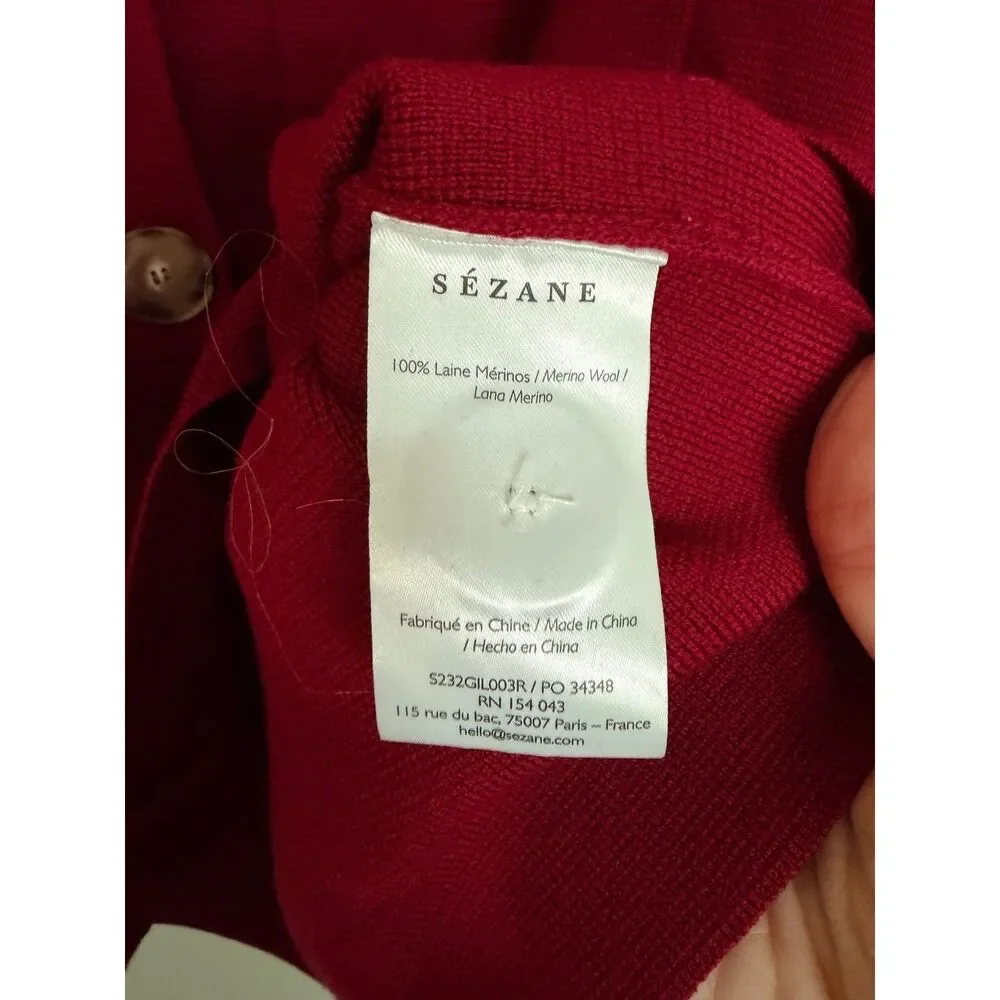 SÉZANE
100% Laine Mérinos / Merino Wool /
Lana Merino
Fabriqué en Chine / Made in China
/ Hecho en China
S232GIL003R / PO 34348
RN 154 043
115 rue du bac, 75007 Paris – France
hello@sezane.com